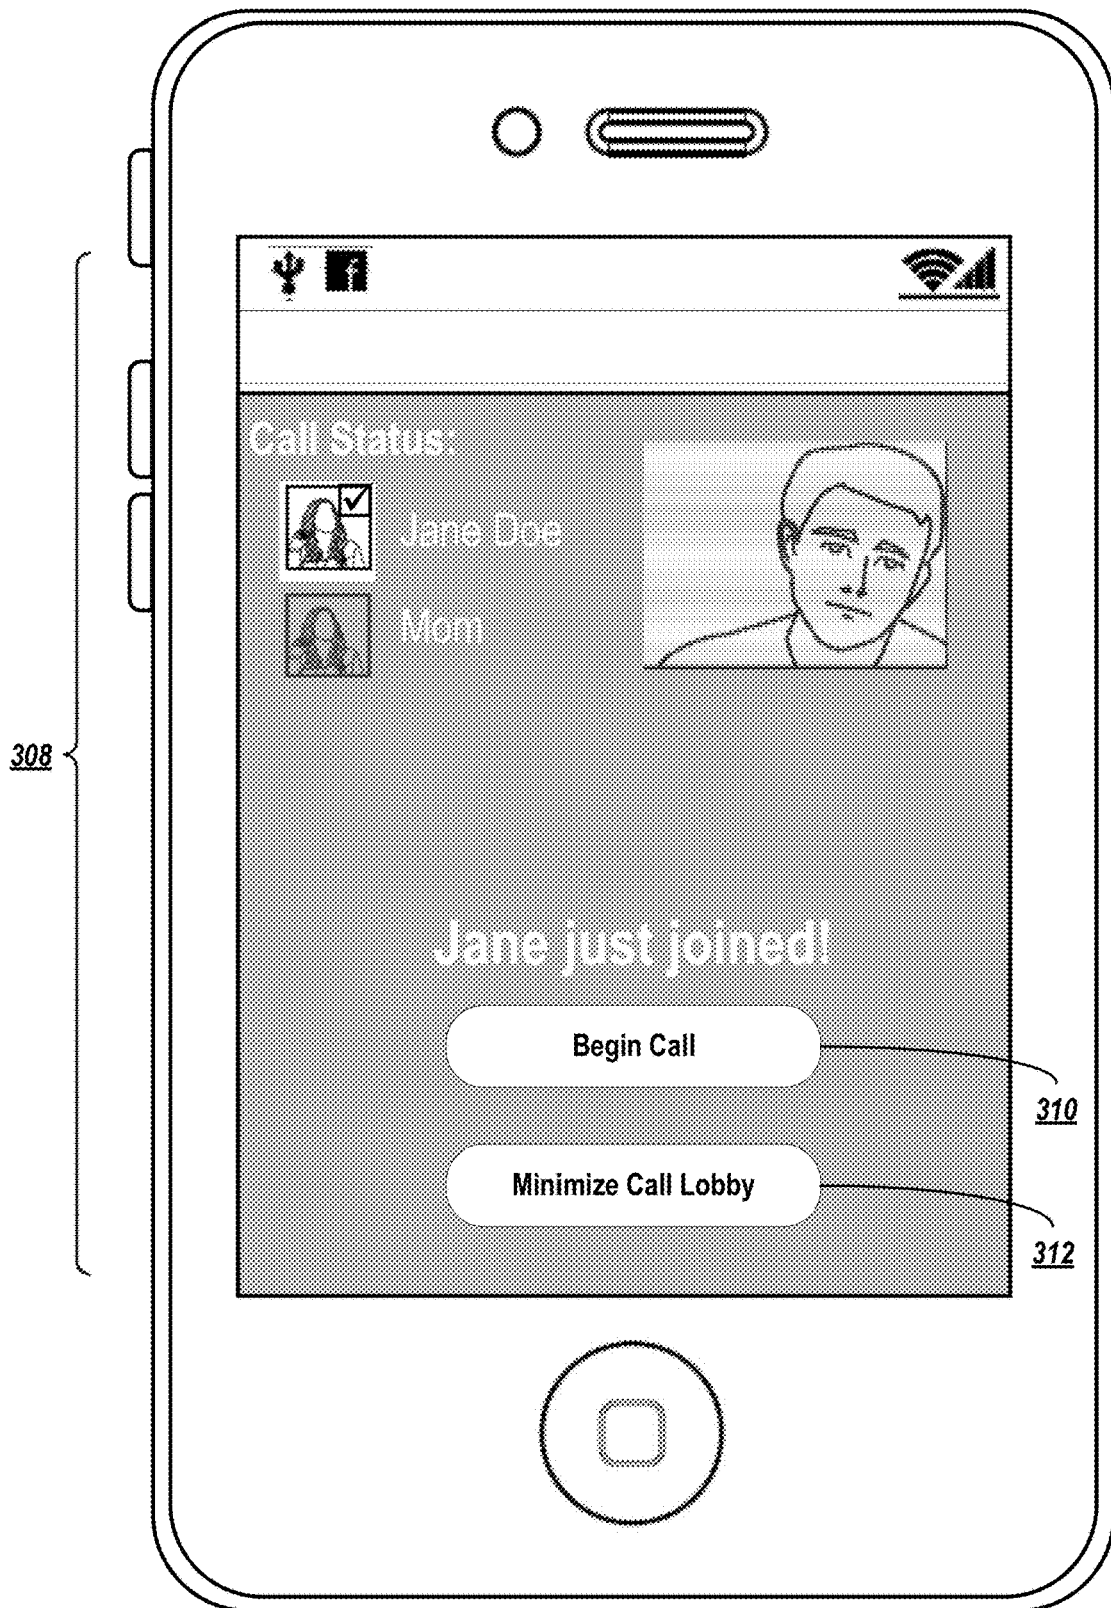 f
Call Status:
Jane Doe
Mom
308
Jane just joined!
Begin Call
310
Minimize Call Lobby
312